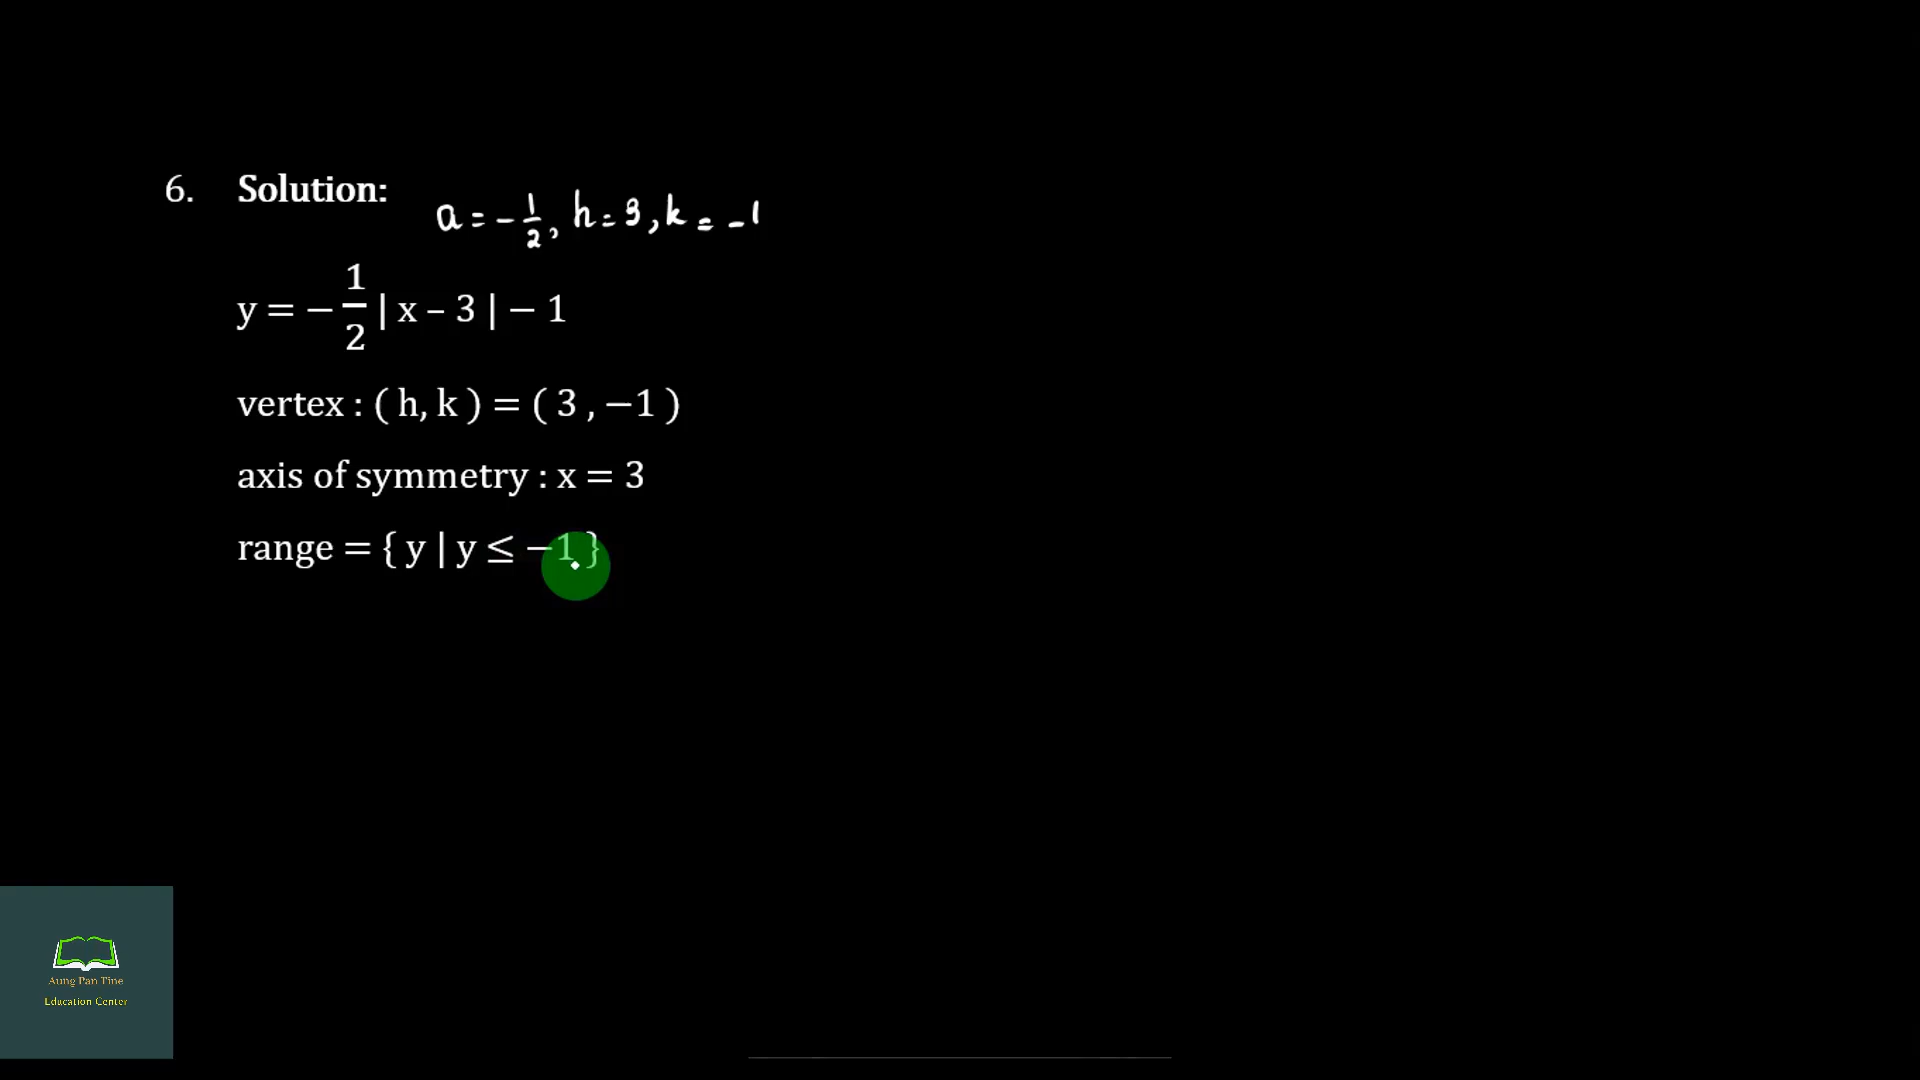 6. Solution:
a = -1/2, h = 3, k = -1
y = − 1/2 | x – 3 | − 1
vertex : ( h, k ) = ( 3 , −1 )
axis of symmetry : x = 3
range = { y | y ≤ −1 }
Aung Pan Tine
Education Center